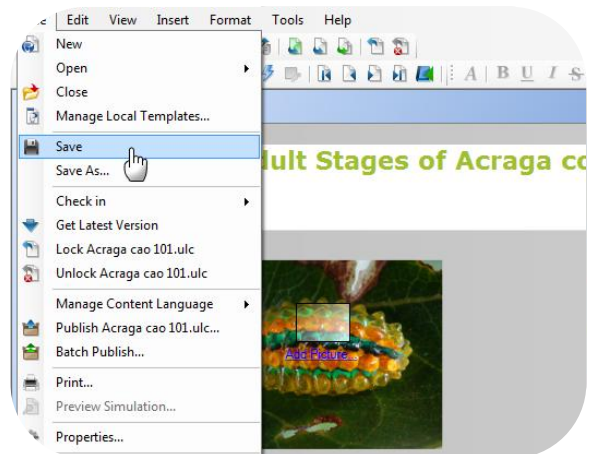 Edit View Insert Format Tools Help
New
Open
Close
Manage Local Templates...
A B U I S
Save
Save As...
Stages of Acraga
Check in
Get Latest Version
Lock Acraga cao 101.ulc
Unlock Acraga cao 101.ulc
Manage Content Language
Publish Acraga cao 101.ulc...
Batch Publish...
Add Picture...
Print...
Preview Simulation...
Properties...